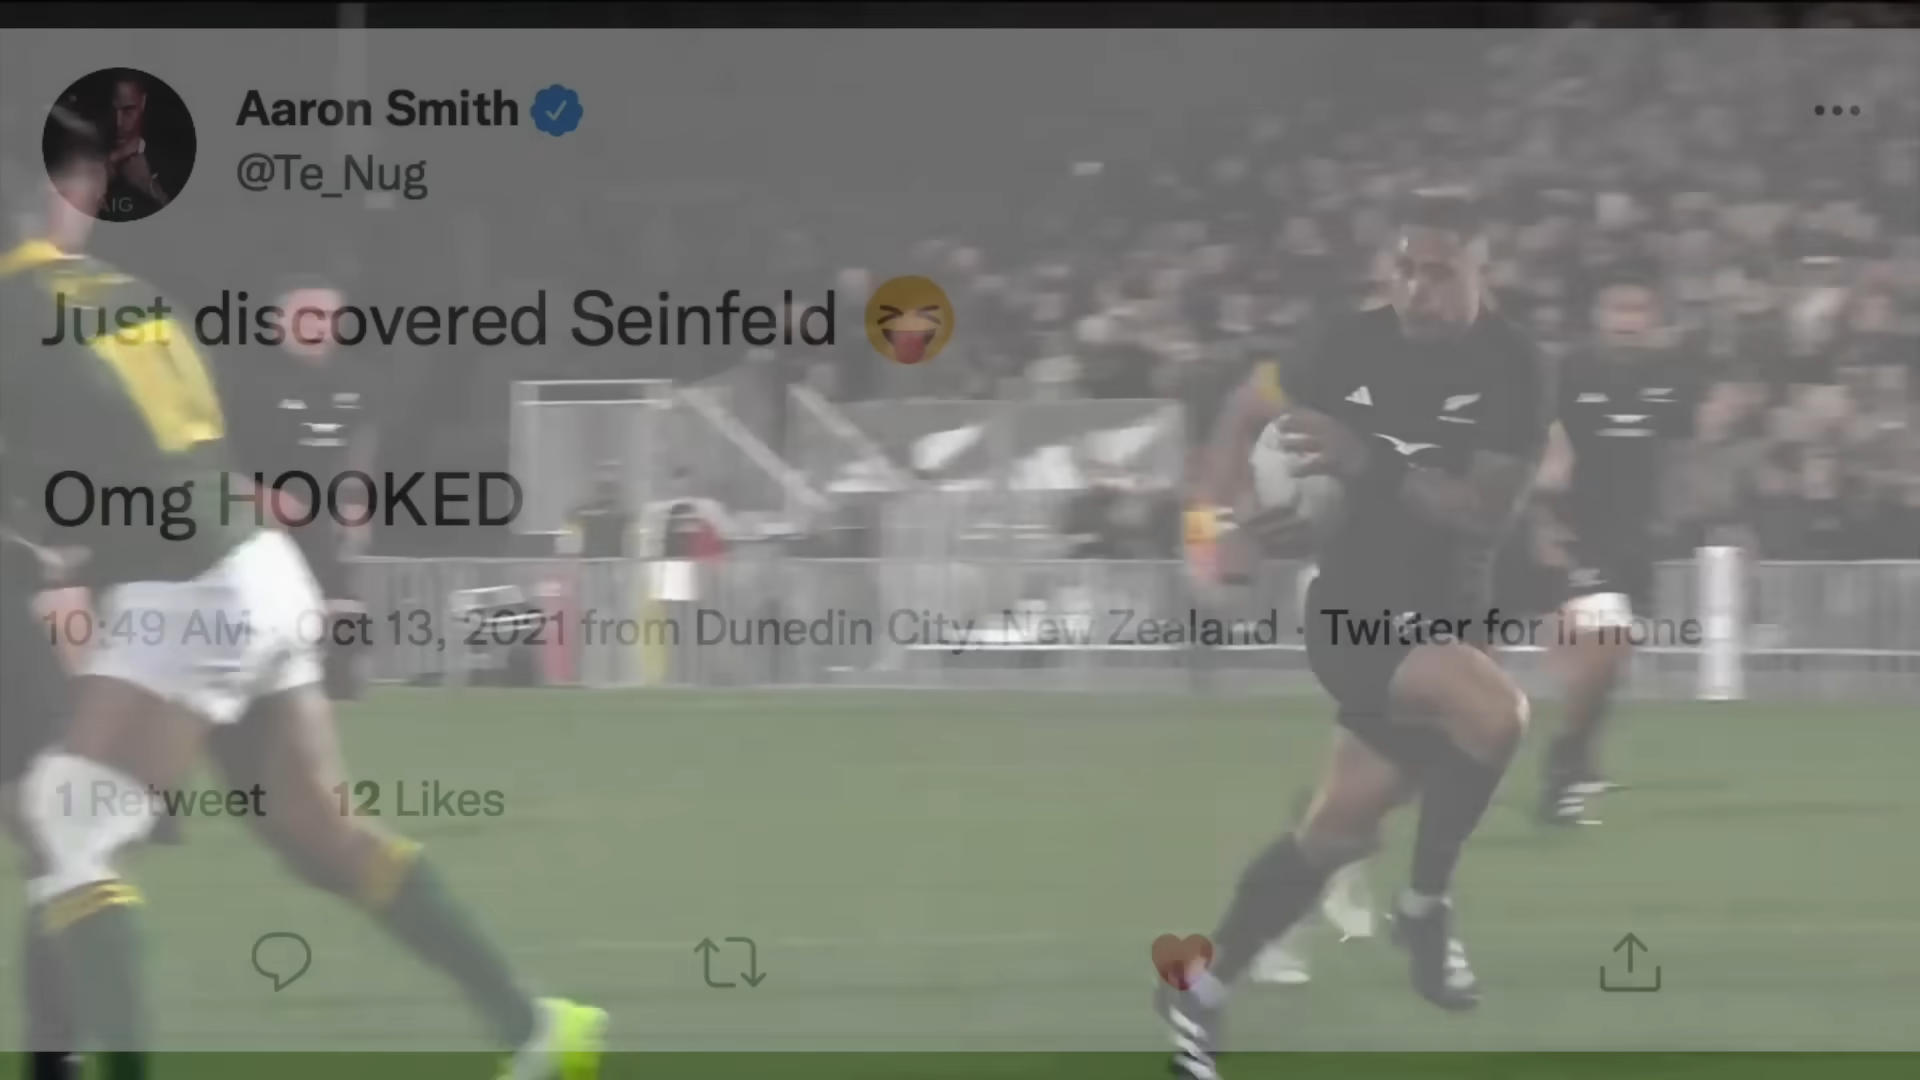 Aaron Smith
@Te_Nug
AIG
Just discovered Seinfeld
Omg HOOKED
10:49 AM · Oct 13, 2021 from Dunedin City, New Zealand · Twitter for iPhone
1 Retweet 12 Likes